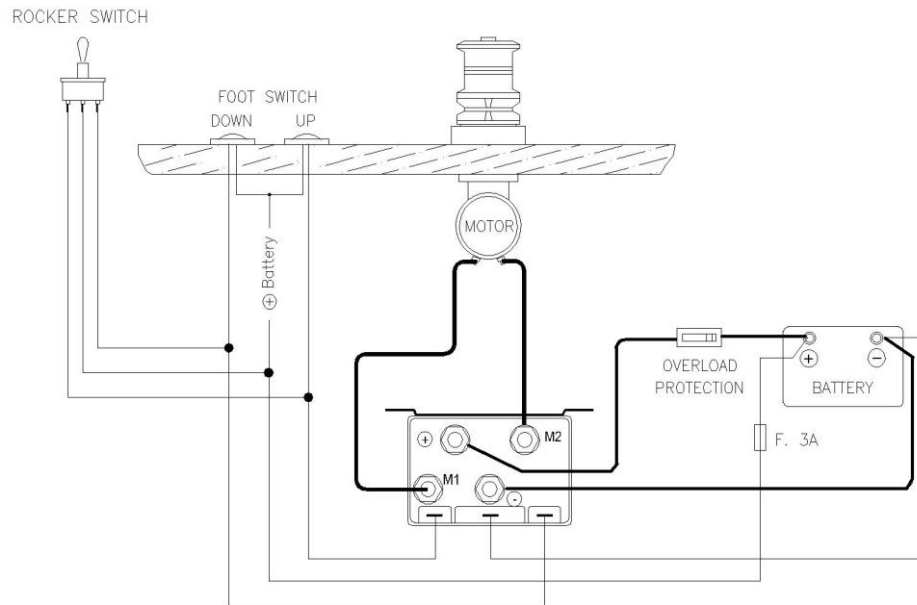 ROCKER SWITCH
FOOT SWITCH
DOWN UP
MOTOR
+ Battery
OVERLOAD
PROTECTION
+ −
BATTERY
F. 3A
+ M2
M1
-